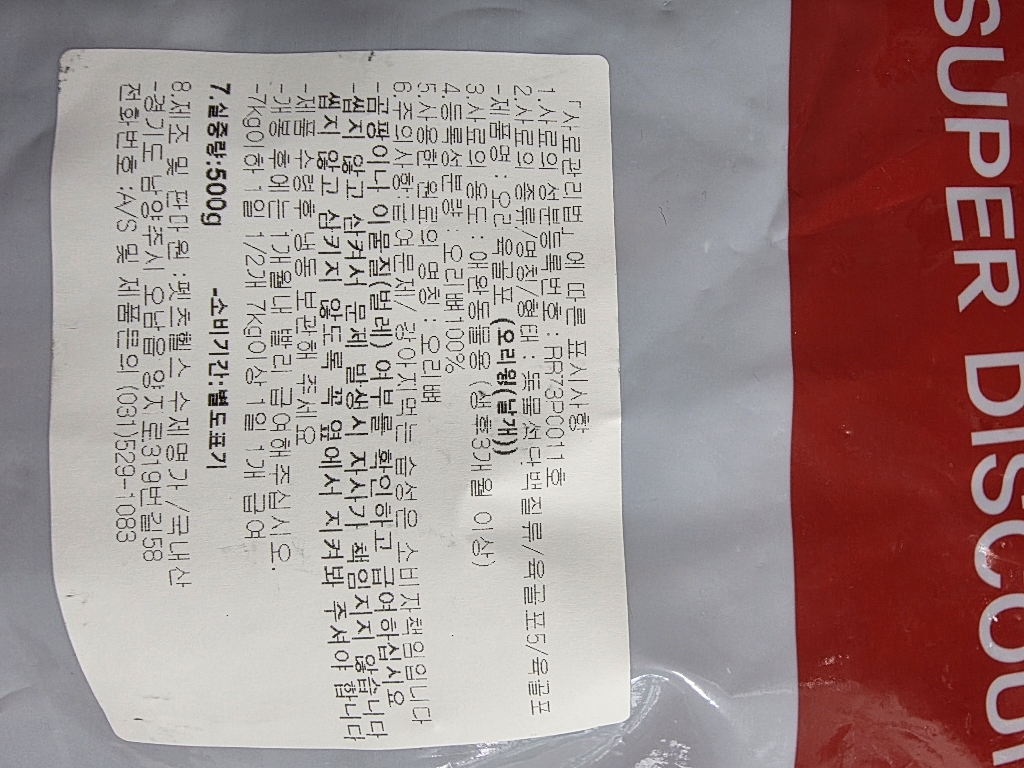 「사료관리법」에 따른 표시사항
1.사료의 성분등록번호 : RR73PC011호
2.사료의 종류/명칭/형태 : 동물성단백질류/육골포5/육골포
-제품명 : 오리 육골포 (오리윙(날개))
3.사료의 용도 : 애완동물용 (생후3개월 이상)
4.등록성분량 : 오리뼈100%
5.사용한 원료의 명칭 : 오리뼈
6.주의사항:급여문제/ 강아지먹는 습성은 소비자책임입니다
-곰팡이나 이물질(벌레) 여부를 확인하고 급여하십시요
-씹지 않고 삼켜서 문제 발생시 자사가 책임지지 않습니다
씹지 않고 삼키지 않도록 꼭 옆에서 지켜봐 주셔야 합니다
-제품수령후 냉동 보관해 주세요
-개봉후에는 1개월내 빨리 급여해주십시오.
-7kg이하 1일 1/2개 7kg이상 1일 1개 급여
7.실중량:500g -소비기간:별도표기
8.제조 및 판매원 :펫츠헬스 수제명가/국내산
-경기도 남양주시 오남읍 양지로319번길58
전화번호 :A/S 및 제품문의 (031)529-1088
SUPER DISCOU